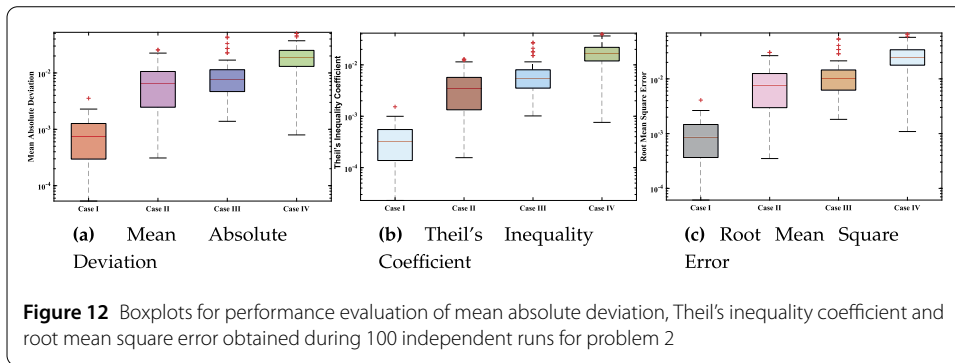 Mean Absolute Deviation
10^-2
10^-3
10^-4
Case I Case II Case III Case IV
(a) Mean Absolute
Deviation
Theil's Inequality Coefficient
10^-2
10^-3
10^-4
Case I Case II Case III Case IV
(b) Theil's Inequality
Coefficient
Root Mean Square Error
10^-2
10^-3
10^-4
Case I Case II Case III Case IV
(c) Root Mean Square
Error
Figure 12 Boxplots for performance evaluation of mean absolute deviation, Theil's inequality coefficient and
root mean square error obtained during 100 independent runs for problem 2